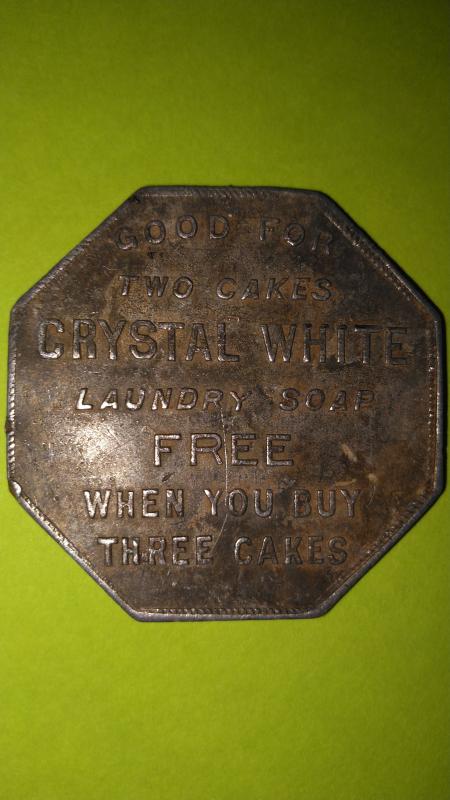 GOOD FOR
TWO CAKES
CRYSTAL WHITE
LAUNDRY SOAP
FREE
WHEN YOU BUY
THREE CAKES